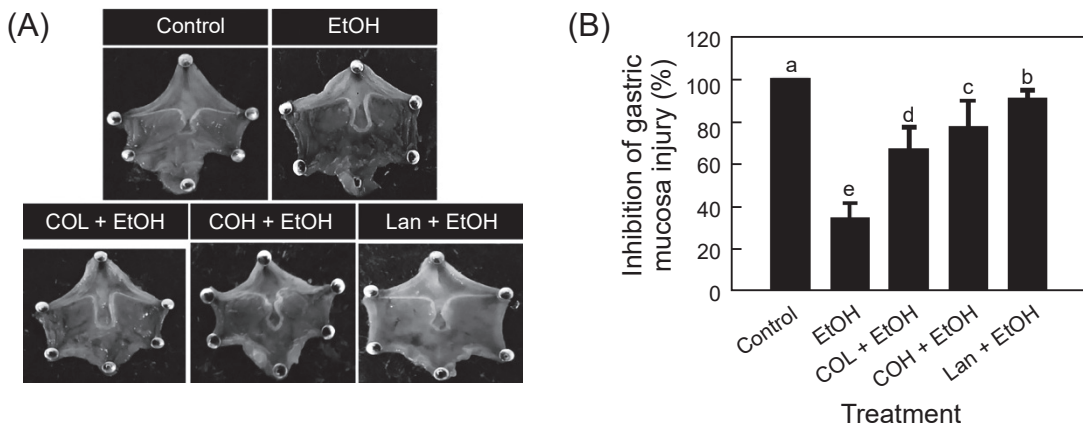 (A)
Control
EtOH
COL + EtOH
COH + EtOH
Lan + EtOH
(B)
Inhibition of gastric
mucosa injury (%)
120
100
80
60
40
20
0
a
e
d
c
b
Control
EtOH
COL + EtOH
COH + EtOH
Lan + EtOH
Treatment